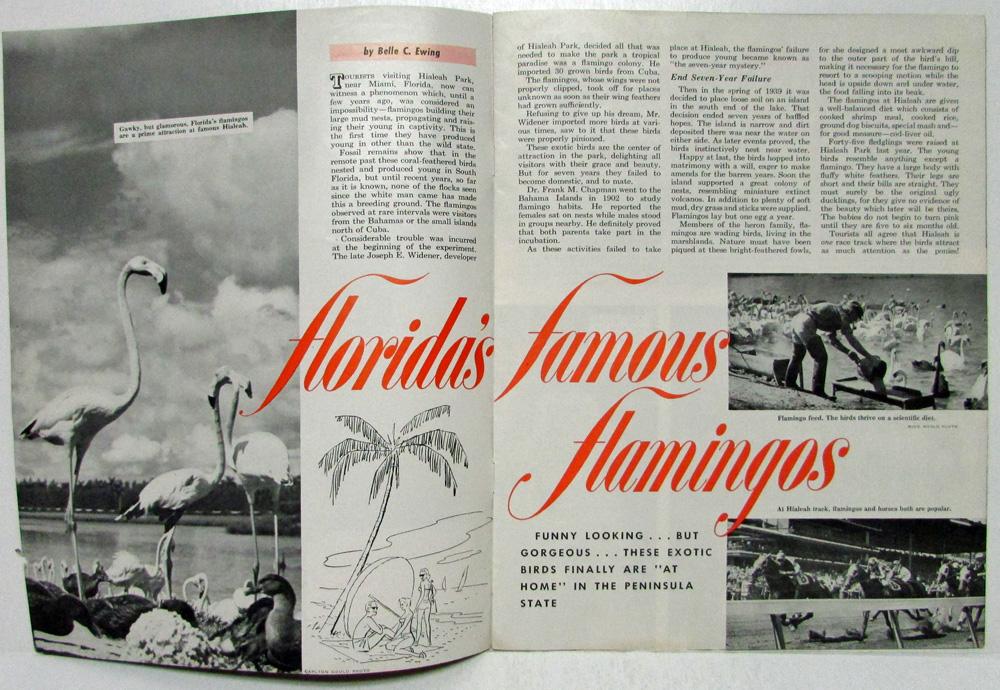 Gawky, but glamorous, Florida's flamingos
are a prime attraction at famous Hialeah.
by Belle C. Ewing
TOURISTS visiting Hialeah Park,
near Miami, Florida, now can
witness a phenomenon which, until a
few years ago, was considered an
impossibility—flamingoes building their
large mud nests, propagating and rais-
ing their young in captivity. This is
the first time they have produced
young in other than the wild state.
Fossil remains show that in the
remote past these coral-feathered birds
nested and produced young in South
Florida, but until recent years, so far
as it is known, none of the flocks seen
since the white man came has made
this a breeding ground. The flamingos
observed at rare intervals were visitors
from the Bahamas or the small islands
north of Cuba.
Considerable trouble was incurred
at the beginning of the experiment.
The late Joseph E. Widener, developer
of Hialeah Park, decided all that was
needed to make the park a tropical
paradise was a flamingo colony. He
imported 30 grown birds from Cuba.
The flamingos, whose wings were not
properly clipped, took off for places
unknown as soon as their wing feathers
had grown sufficiently.
Refusing to give up his dream, Mr.
Widener imported more birds at vari-
ous times, saw to it that these birds
were properly pinioned.
These exotic birds are the center of
attraction in the park, delighting all
visitors with their grace and beauty.
But for seven years they failed to
become domestic, and to mate.
Dr. Frank M. Chapman went to the
Bahama Islands in 1902 to study
flamingo habits. He reported the
females sat on nests while males stood
in groups nearby. He definitely proved
that both parents take part in the
incubation.
As these activities failed to take
place at Hialeah, the flamingos' failure
to produce young became known as
"the seven-year mystery."
End Seven-Year Failure
Then in the spring of 1939 it was
decided to place loose soil on an island
in the south end of the lake. That
decision ended seven years of baffled
hopes. The island is narrow and dirt
deposited there was near the water on
either side. As later events proved, the
birds instinctively nest near water.
Happy at last, the birds hopped into
matrimony with a will, eager to make
amends for the barren years. Soon the
island supported a great colony of
nests, resembling miniature extinct
volcanos. In addition to plenty of soft
mud, dry grass and sticks were supplied.
Flamingos lay but one egg a year.
Members of the heron family, fla-
mingos are wading birds, living in the
marshlands. Nature must have been
piqued at these bright-feathered fowls,
for she designed a most awkward dip
to the outer part of the bird's bill,
making it necessary for the flamingo to
resort to a scooping motion while the
head is upside down and under water,
the food falling into its beak.
The flamingos at Hialeah are given
a well-balanced diet which consists of
cooked shrimp meal, cooked rice,
ground dog biscuits, special mash and—
for good measure—cod-liver oil.
Forty-five fledglings were raised at
Hialeah Park last year. The young
birds resemble anything except a
flamingo. They have a large body with
fluffy white feathers. Their legs are
short and their bills are straight. They
must surely be the original ugly
ducklings, for they give no evidence of
the beauty which later will be theirs.
The babies do not begin to turn pink
until they are five to six months old.
Tourists all agree that Hialeah is
one race track where the birds attract
as much attention as the ponies!
florida's famous
flamingos
Flamingo feed. The birds thrive on a scientific diet.
At Hialeah track, flamingos and horses both are popular.
FUNNY LOOKING . . . BUT
GORGEOUS . . . THESE EXOTIC
BIRDS FINALLY ARE "AT
HOME" IN THE PENINSULA
STATE
CARLTON GOULD PHOTO